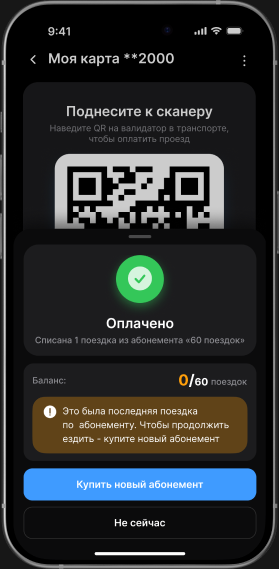 9:41
Моя карта **2000
Поднесите к сканеру
Наведите QR на валидатор в транспорте,
чтобы оплатить проезд
Оплачено
Списана 1 поездка из абонемента «60 поездок»
Баланс:
0/60 поездок
Это была последняя поездка
по абонементу. Чтобы продолжить
ездить - купите новый абонемент
Купить новый абонемент
Не сейчас